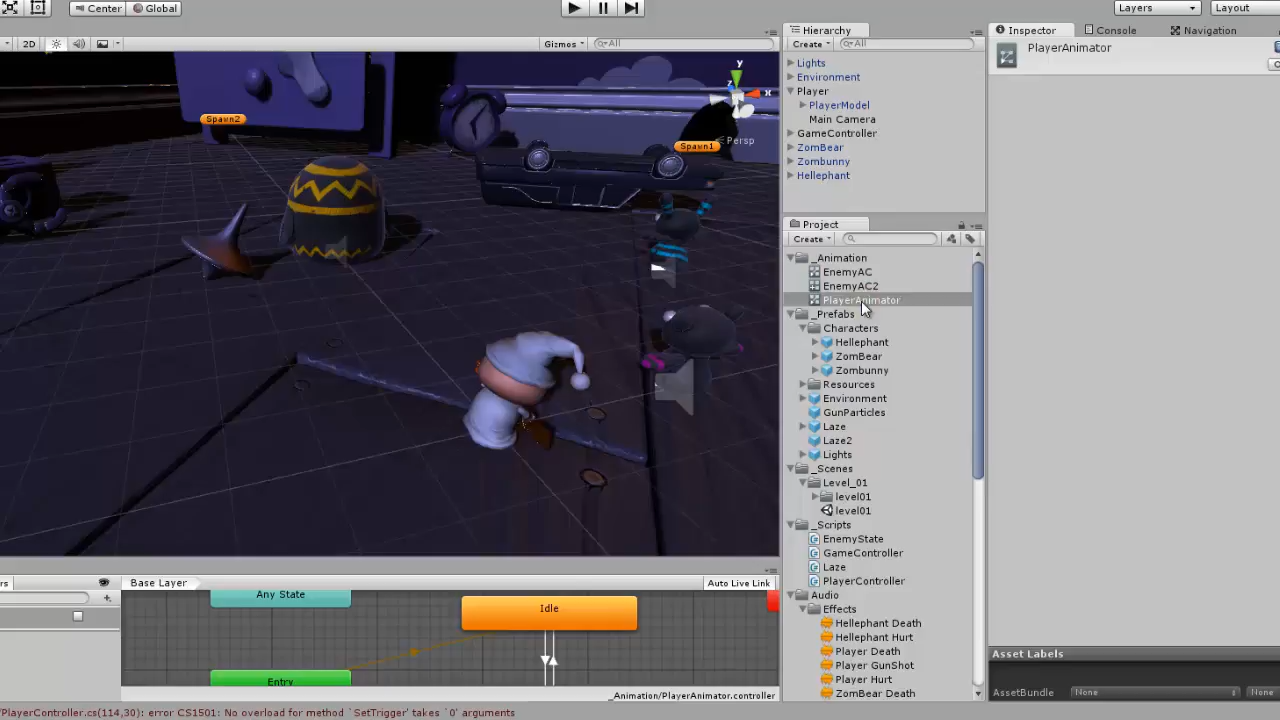 Center Global Layers Layout
2D Gizmos All
Hierarchy
Create All
Lights
Environment
Player
PlayerModel
Main Camera
GameController
ZomBear
Zombunny
Hellephant
Inspector Console Navigation
PlayerAnimator
Spawn2
Spawn1
y
x
z
Persp
Project
Create
_Animation
EnemyAC
EnemyAC2
PlayerAnimator
_Prefabs
Characters
Hellephant
ZomBear
Zombunny
Resources
Environment
GunParticles
Laze
Laze2
Lights
_Scenes
Level_01
level01
level01
_Scripts
EnemyState
GameController
Laze
PlayerController
Audio
Effects
Hellephant Death
Hellephant Hurt
Player Death
Player GunShot
Player Hurt
ZomBear Death
rs Base Layer Auto Live Link
Any State
Idle
Entry
_Animation/PlayerAnimator.controller
Asset Labels
AssetBundle None None
/PlayerController.cs(114,30): error CS1501: No overload for method `SetTrigger' takes `0' arguments